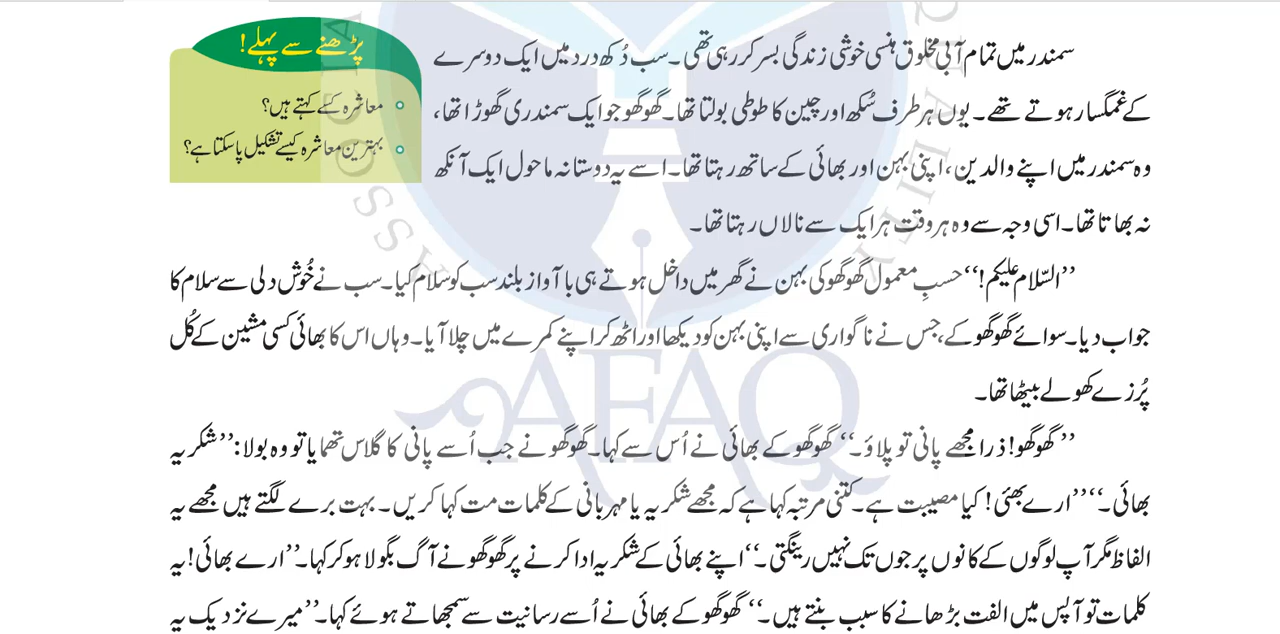 پڑھنے سے پہلے!
معاشرہ کسے کہتے ہیں؟
بہترین معاشرہ کیسے تشکیل پا سکتا ہے؟
سمندر میں تمام آبی مخلوق ہنسی خوشی زندگی بسر کر رہی تھی۔ سب دُکھ درد میں ایک دوسرے
کے غمگسار ہوتے تھے۔ یوں ہر طرف سُکھ اور چین کا طوطی بولتا تھا۔ گھوگھو جو ایک سمندری گھوڑا تھا،
وہ سمندر میں اپنے والدین، اپنی بہن اور بھائی کے ساتھ رہتا تھا۔ اسے یہ دوستانہ ماحول ایک آنکھ
نہ بھاتا تھا۔ اسی وجہ سے وہ ہر وقت ہر ایک سے نالاں رہتا تھا۔
”السّلام علیکم!“ حسبِ معمول گھوگھو کی بہن نے گھر میں داخل ہوتے ہی با آواز بلند سب کو سلام کیا۔ سب نے خُوش دلی سے سلام کا
جواب دیا۔ سوائے گھوگھو کے، جس نے ناگواری سے اپنی بہن کو دیکھا اور اٹھ کر اپنے کمرے میں چلا آیا۔ وہاں اس کا بھائی کسی مشین کے کُل
پُرزے کھولے بیٹھا تھا۔
”گھوگھو! ذرا مجھے پانی تو پلاؤ۔“ گھوگھو کے بھائی نے اُس سے کہا۔ گھوگھو نے جب اُسے پانی کا گلاس تھمایا تو وہ بولا: ”شکریہ
بھائی۔“ ”ارے بھئی! کیا مصیبت ہے۔ کتنی مرتبہ کہا ہے کہ مجھے شکریہ یا مہربانی کے کلمات مت کہا کریں۔ بہت برے لگتے ہیں مجھے یہ
الفاظ مگر آپ لوگوں کے کانوں پر جوں تک نہیں رینگتی۔“ اپنے بھائی کے شکریہ ادا کرنے پر گھوگھو نے آگ بگولا ہو کر کہا۔ ”ارے بھائی! یہ
کلمات تو آپس میں الفت بڑھانے کا سبب بنتے ہیں۔“ گھوگھو کے بھائی نے اُسے رسانیت سے سمجھاتے ہوئے کہا۔ ”میرے نزدیک یہ
AFAQ